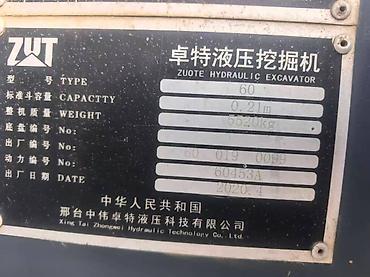 ZUT 卓特液压挖掘机
ZUOTE HYDRAULIC EXCAVATOR
型 号 TYPE 60
标准斗容量 CAPACTTY 0.21m
整机质量 WEIGHT 5520kg
底盘编号 No:
出厂编号 No: 60 019 0099
动力编号 No: 60453A
出厂日期 DATE 2020.4
中华人民共和国
邢台中伟卓特液压科技有限公司
Xing Tai Zhongwei Hydraulic Technology Co., Ltd.